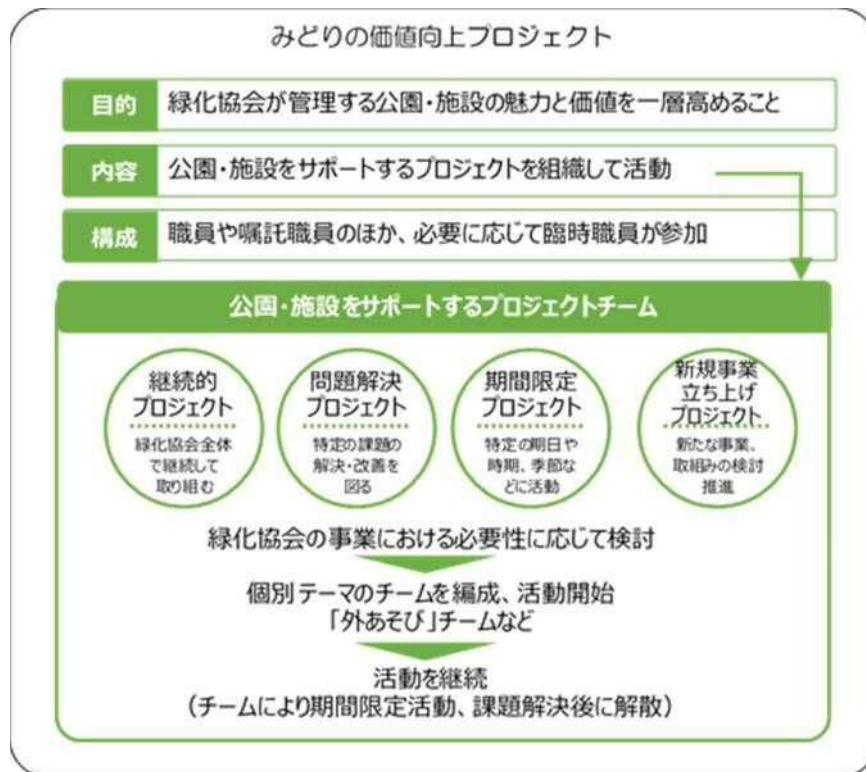 みどりの価値向上プロジェクト
目的 緑化協会が管理する公園・施設の魅力と価値を一層高めること
内容 公園・施設をサポートするプロジェクトを組織して活動
構成 職員や嘱託職員のほか、必要に応じて臨時職員が参加
公園・施設をサポートするプロジェクトチーム
継続的
プロジェクト
緑化協会全体
で継続して
取り組む
問題解決
プロジェクト
特定の課題の
解決・改善を
図る
期間限定
プロジェクト
特定の期日や
時期、季節な
どに活動
新規事業
立ち上げ
プロジェクト
新たな事業、
取組みの検討
推進
緑化協会の事業における必要性に応じて検討
個別テーマのチームを編成、活動開始
「外あそび」チームなど
活動を継続
(チームにより期間限定活動、課題解決後に解散)